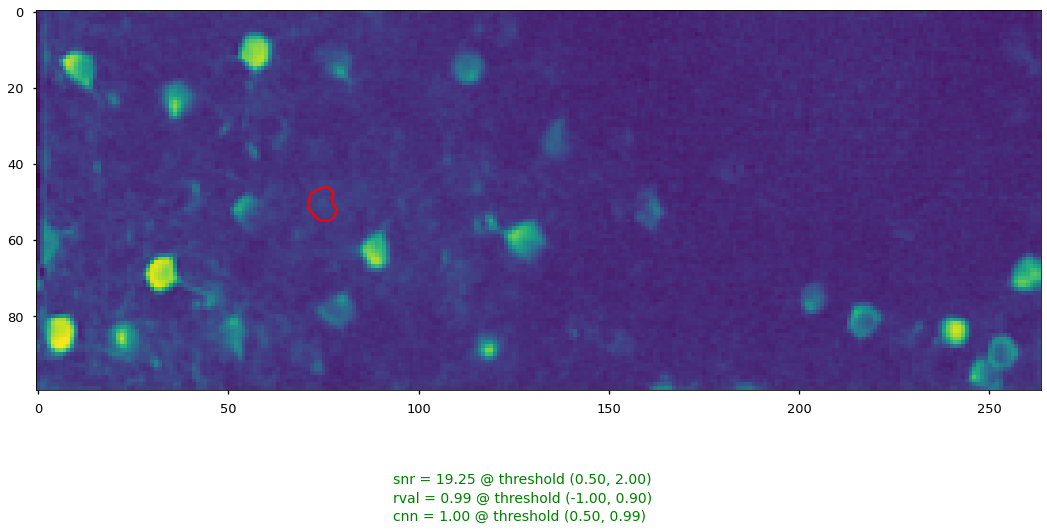 0
20
40
60
80
0 50 100 150 200 250
snr = 19.25 @ threshold (0.50, 2.00)
rval = 0.99 @ threshold (-1.00, 0.90)
cnn = 1.00 @ threshold (0.50, 0.99)